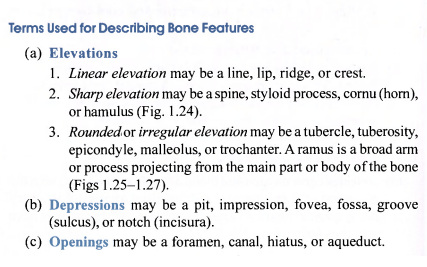 Terms Used for Describing Bone Features
(a) Elevations
1. Linear elevation may be a line, lip, ridge, or crest.
2. Sharp elevation may be a spine, styloid process, cornu (horn),
or hamulus (Fig. 1.24).
3. Rounded or irregular elevation may be a tubercle, tuberosity,
epicondyle, malleolus, or trochanter. A ramus is a broad arm
or process projecting from the main part or body of the bone
(Figs 1.25–1.27).
(b) Depressions may be a pit, impression, fovea, fossa, groove
(sulcus), or notch (incisura).
(c) Openings may be a foramen, canal, hiatus, or aqueduct.